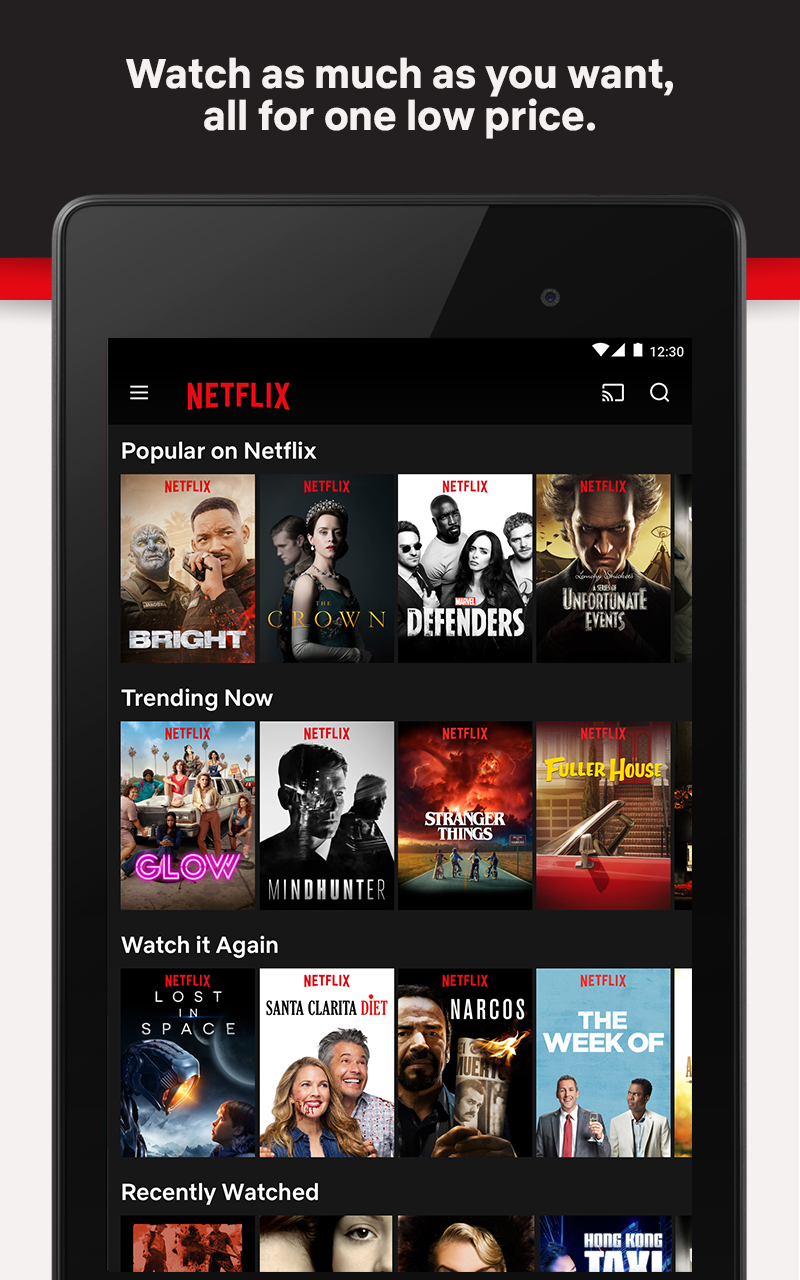 Watch as much as you want,
all for one low price.
12:30
NETFLIX
Popular on Netflix
NETFLIX
BRIGHT
NETFLIX
THE
CROWN
NETFLIX
MARVEL
DEFENDERS
NETFLIX
Lemony Snicket's
A SERIES OF
UNFORTUNATE
EVENTS
Trending Now
NETFLIX
GLOW
NETFLIX
MINDHUNTER
NETFLIX
STRANGER
THINGS
NETFLIX
FULLER HOUSE
Watch it Again
NETFLIX
LOST
IN
SPACE
NETFLIX
SANTA CLARITA DIET
NETFLIX
NARCOS
NETFLIX
THE
WEEK OF
Recently Watched
HONG KONG
TAXI